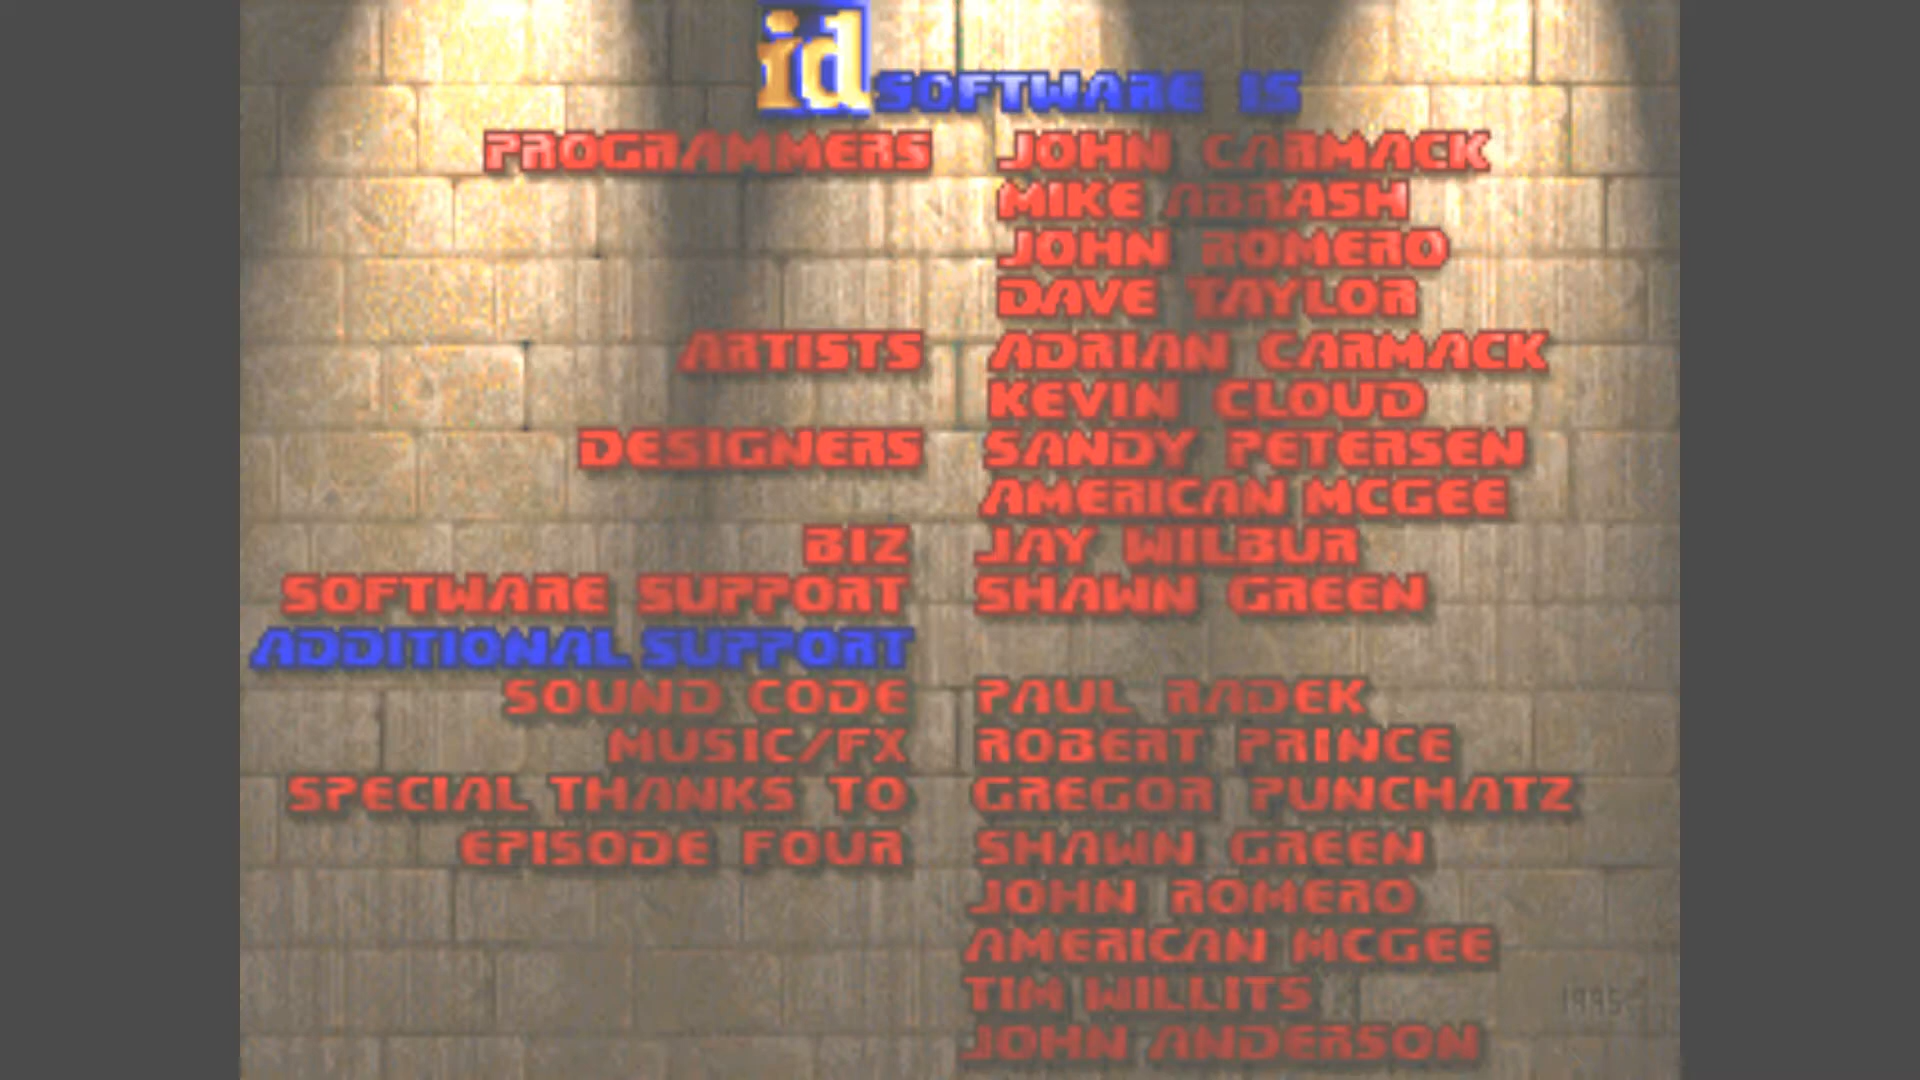 id SOFTWARE IS
PROGRAMMERS JOHN CARMACK
MIKE ABRASH
JOHN ROMERO
DAVE TAYLOR
ARTISTS ADRIAN CARMACK
KEVIN CLOUD
DESIGNERS SANDY PETERSEN
AMERICAN MCGEE
BIZ JAY WILBUR
SOFTWARE SUPPORT SHAWN GREEN
ADDITIONAL SUPPORT
SOUND CODE PAUL RADEK
MUSIC/FX ROBERT PRINCE
SPECIAL THANKS TO GREGOR PUNCHATZ
EPISODE FOUR SHAWN GREEN
JOHN ROMERO
AMERICAN MCGEE
TIM WILLITS
1995
JOHN ANDERSON